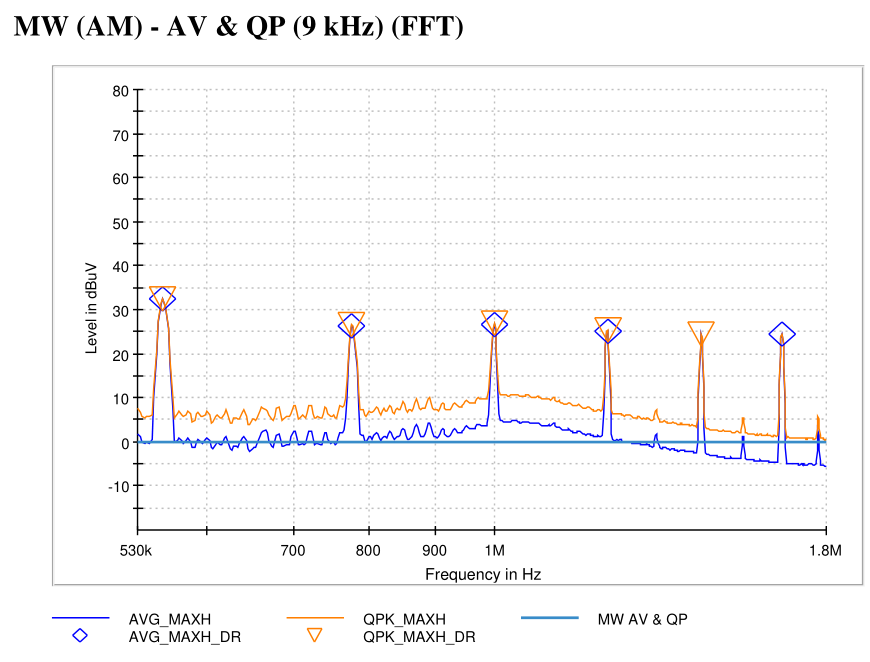 MW (AM) - AV & QP (9 kHz) (FFT)
80
70
60
50
40
30
20
10
0
-10
Level in dBuV
530k 700 800 900 1M 1.8M
Frequency in Hz
AVG_MAXH QPK_MAXH MW AV & QP
AVG_MAXH_DR QPK_MAXH_DR